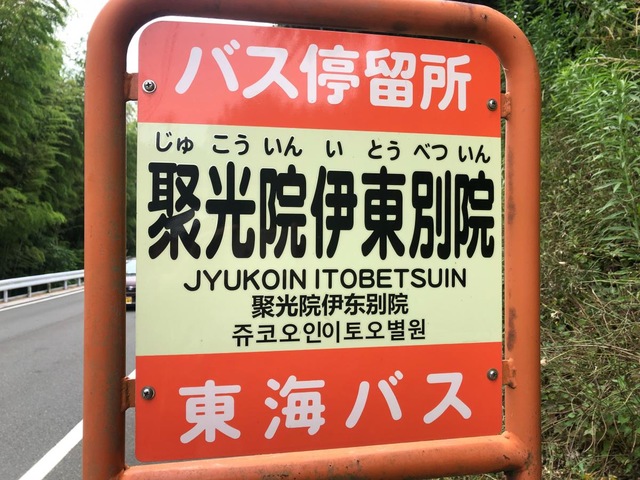 バス停留所
じゅ こう いん い とう べつ いん
聚光院伊東別院
JYUKOIN ITOBETSUIN
聚光院伊东别院
쥬코오인이토오별원
東海バス